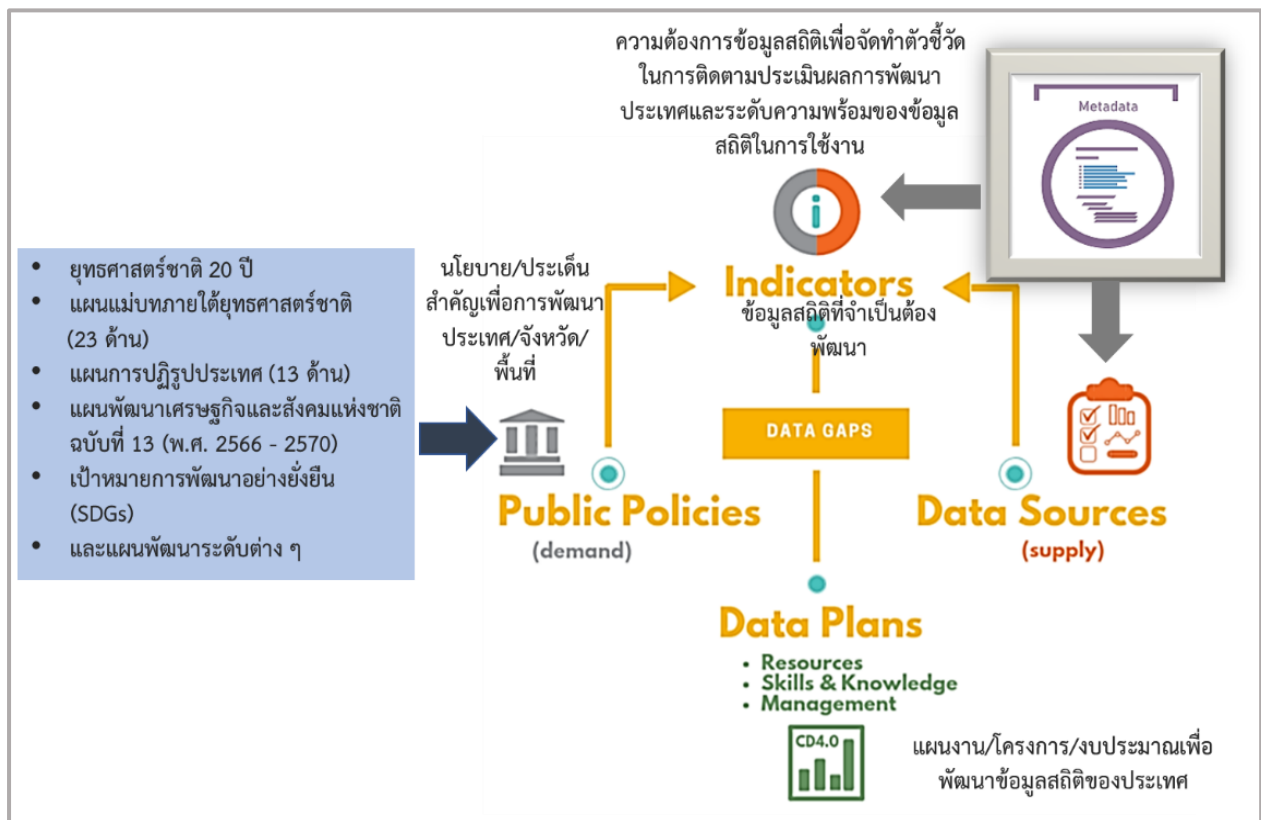 ความต้องการข้อมูลสถิติเพื่อจัดทำตัวชี้วัด
ในการติดตามประเมินผลการพัฒนา
ประเทศและระดับความพร้อมของข้อมูล
สถิติในการใช้งาน
Metadata
• ยุทธศาสตร์ชาติ 20 ปี
• แผนแม่บทภายใต้ยุทธศาสตร์ชาติ
(23 ด้าน)
• แผนการปฏิรูปประเทศ (13 ด้าน)
• แผนพัฒนาเศรษฐกิจและสังคมแห่งชาติ
ฉบับที่ 13 (พ.ศ. 2566 - 2570)
• เป้าหมายการพัฒนาอย่างยั่งยืน
(SDGs)
• และแผนพัฒนาระดับต่าง ๆ
นโยบาย/ประเด็น
สำคัญเพื่อการพัฒนา
ประเทศ/จังหวัด/
พื้นที่
i
Indicators
ข้อมูลสถิติที่จำเป็นต้อง
พัฒนา
DATA GAPS
Public Policies
(demand)
Data Sources
(supply)
Data Plans
• Resources
• Skills & Knowledge
• Management
CD4.0
แผนงาน/โครงการ/งบประมาณเพื่อ
พัฒนาข้อมูลสถิติของประเทศ